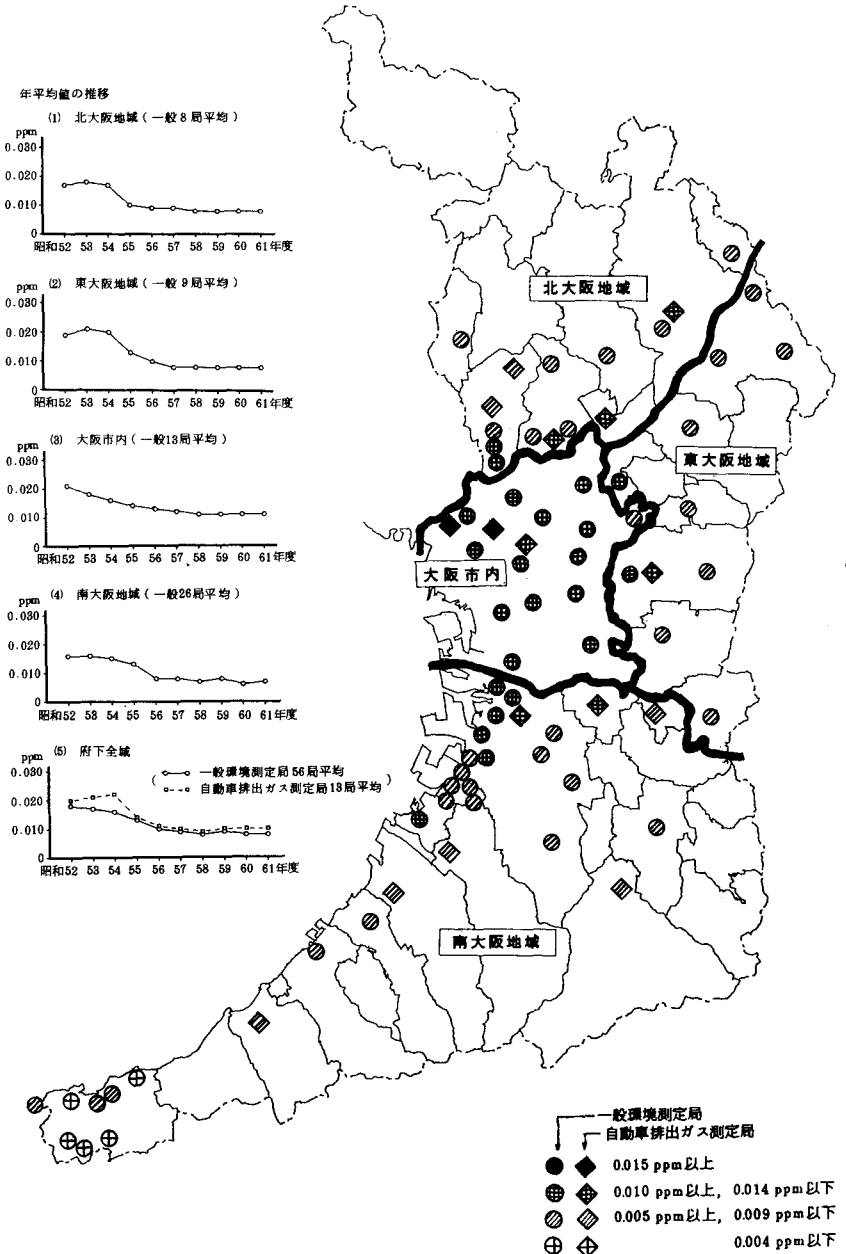 年平均値の推移
(1) 北大阪地域(一般8局平均)
ppm
0.030
0.020
0.010
0
昭和52 53 54 55 56 57 58 59 60 61年度
(2) 東大阪地域(一般9局平均)
ppm
0.030
0.020
0.010
0
昭和52 53 54 55 56 57 58 59 60 61年度
(3) 大阪市内(一般13局平均)
ppm
0.030
0.020
0.010
0
昭和52 53 54 55 56 57 58 59 60 61年度
(4) 南大阪地域(一般26局平均)
ppm
0.030
0.020
0.010
0
昭和52 53 54 55 56 57 58 59 60 61年度
(5) 府下全域
ppm
0.030
0.020
0.010
0
(一般環境測定局56局平均
自動車排出ガス測定局13局平均)
昭和52 53 54 55 56 57 58 59 60 61年度
北大阪地域
東大阪地域
大阪市内
南大阪地域
一般環境測定局
自動車排出ガス測定局
0.015 ppm以上
0.010 ppm以上, 0.014 ppm以下
0.005 ppm以上, 0.009 ppm以下
0.004 ppm以下